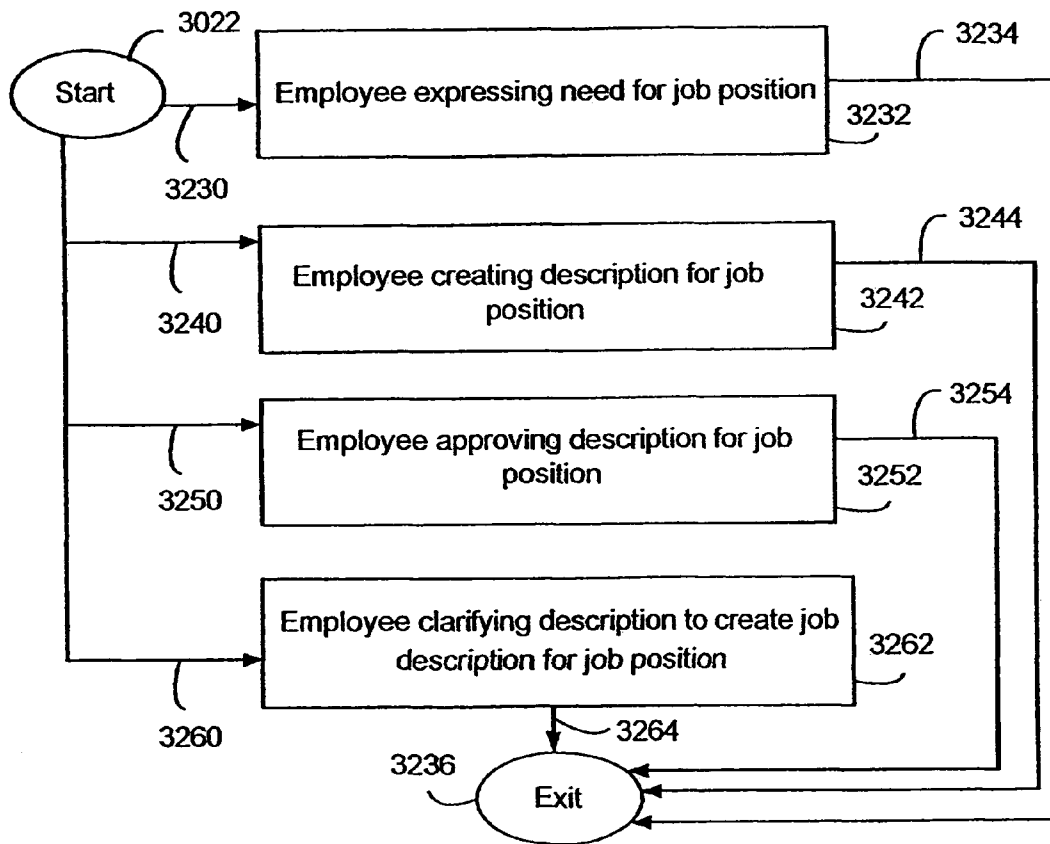 3022
Start
3230
Employee expressing need for job position
3234
3232
3240
Employee creating description for job
position
3244
3242
3250
Employee approving description for job
position
3254
3252
3260
Employee clarifying description to create job
description for job position
3262
3264
3236
Exit